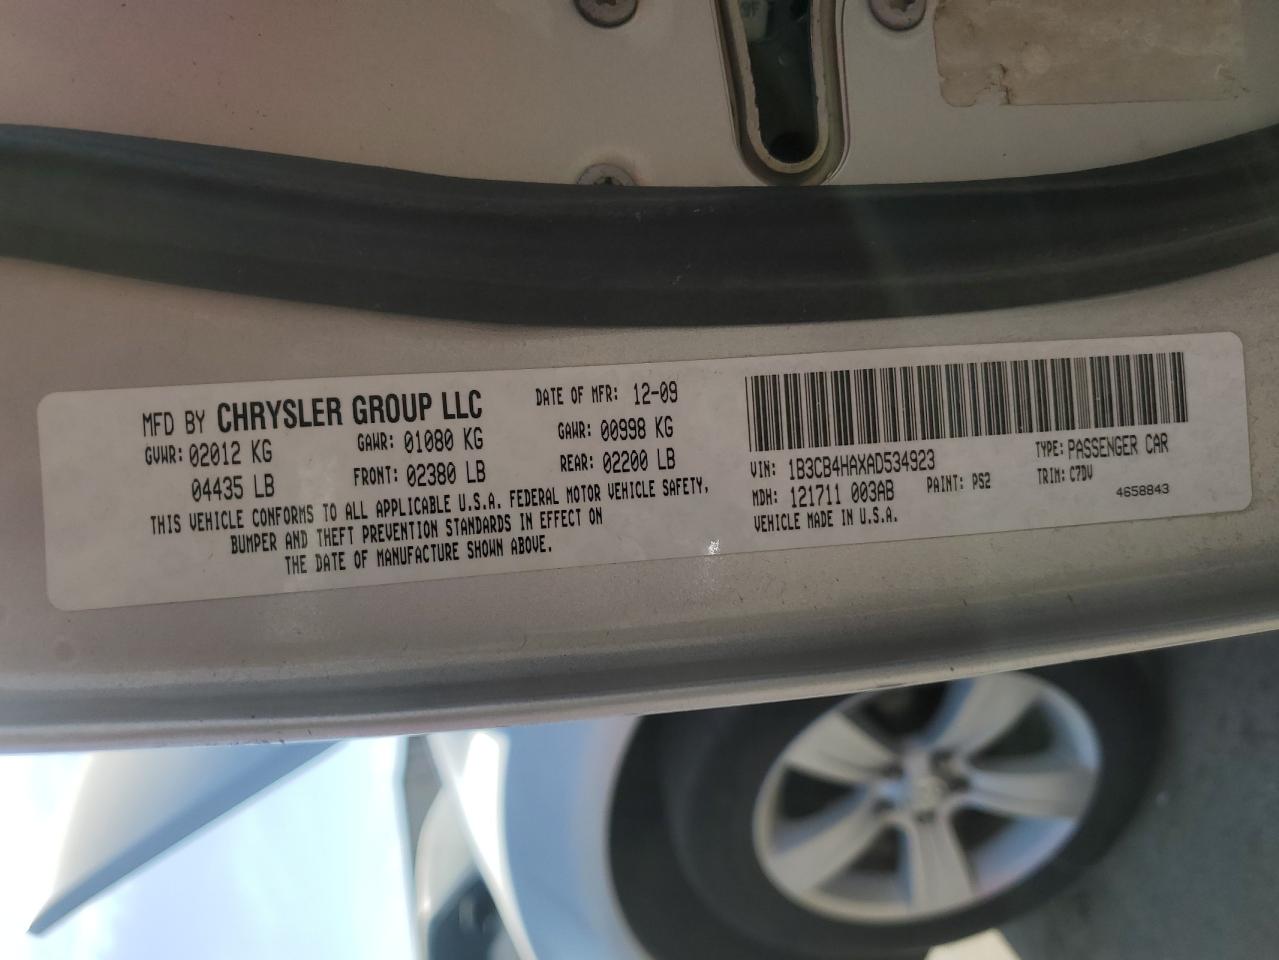 MFD BY CHRYSLER GROUP LLC DATE OF MFR: 12-09
GVWR: 02012 KG GAWR: 01080 KG GAWR: 00998 KG
04435 LB FRONT: 02380 LB REAR: 02200 LB
THIS VEHICLE CONFORMS TO ALL APPLICABLE U.S.A. FEDERAL MOTOR VEHICLE SAFETY,
BUMPER AND THEFT PREVENTION STANDARDS IN EFFECT ON
THE DATE OF MANUFACTURE SHOWN ABOVE.
VIN: 1B3CB4HAXAD534923 TYPE: PASSENGER CAR
MDH: 121711 003AB PAINT: PS2 TRIM: C7DV
VEHICLE MADE IN U.S.A. 4658843